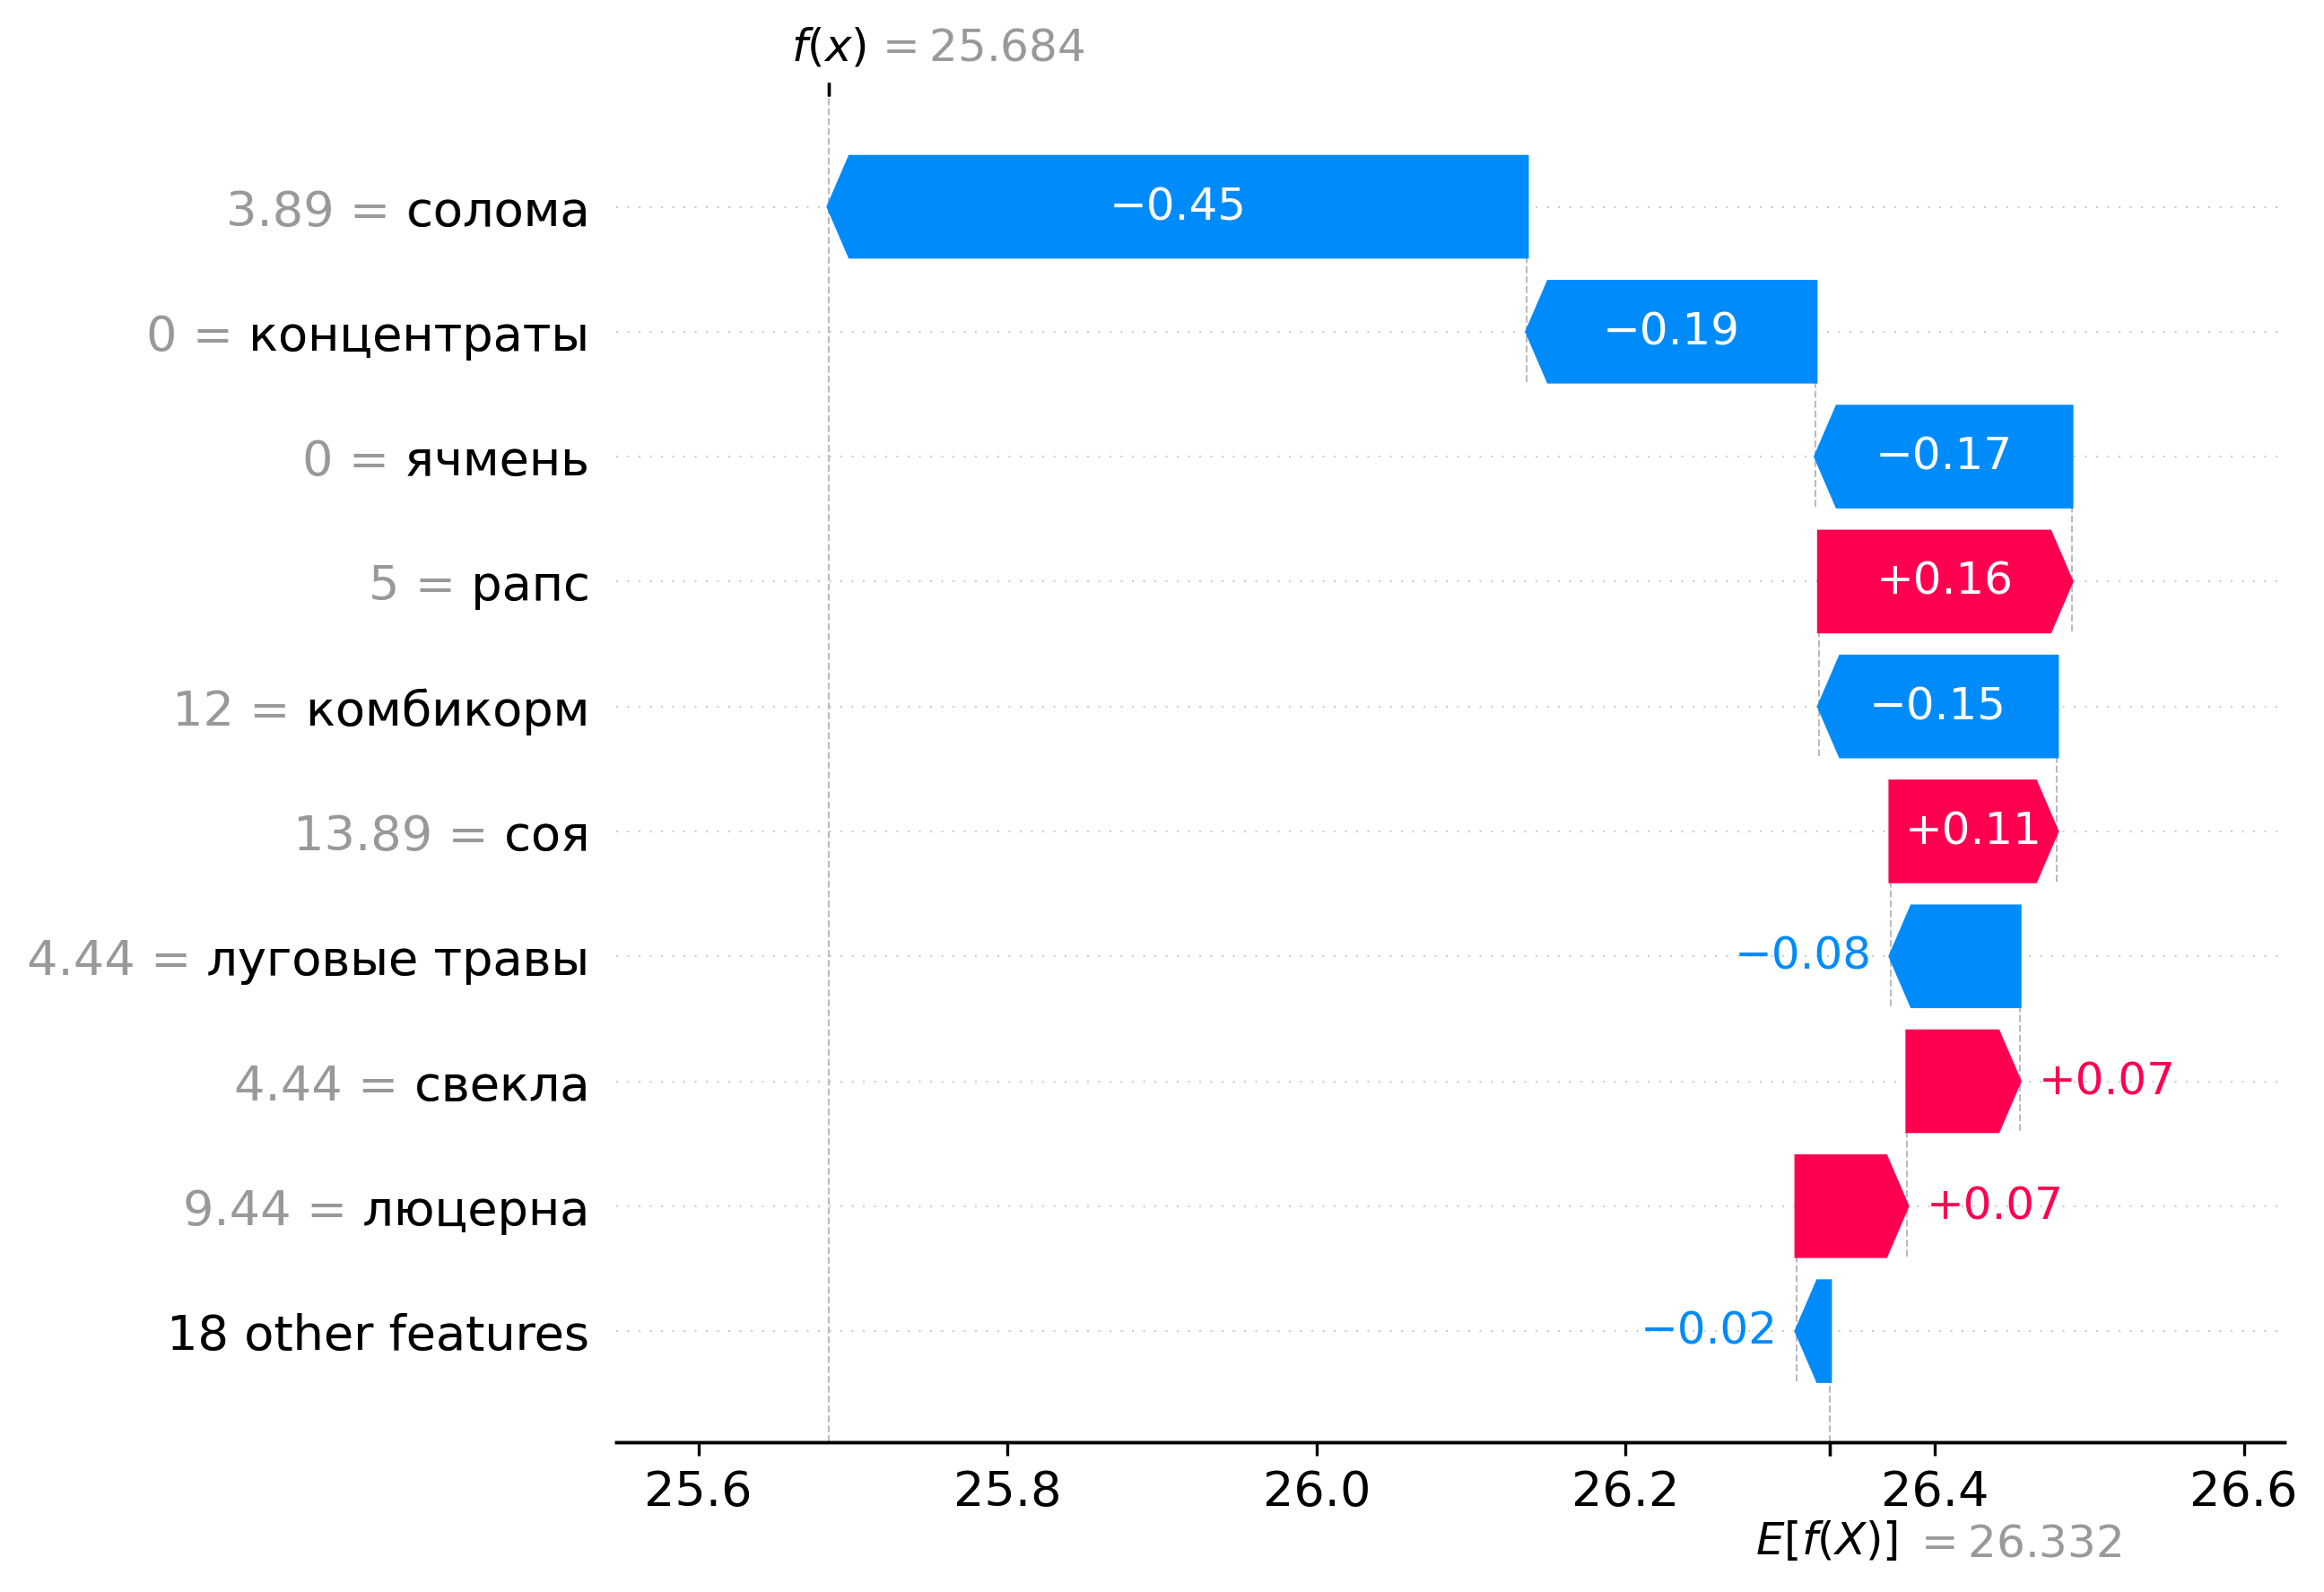 f(x) = 25.684
3.89 = солома
−0.45
0 = концентраты
−0.19
0 = ячмень
−0.17
5 = рапс
+0.16
12 = комбикорм
−0.15
13.89 = соя
+0.11
4.44 = луговые травы
−0.08
4.44 = свекла
+0.07
9.44 = люцерна
+0.07
18 other features
−0.02
25.6 25.8 26.0 26.2 26.4 26.6
E[f(X)] = 26.332